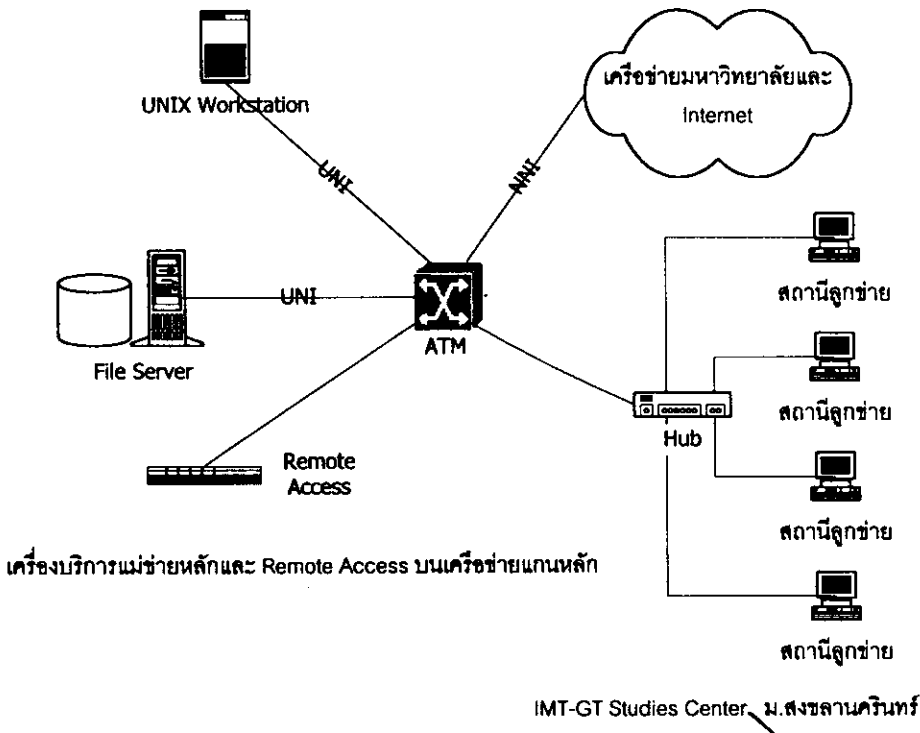 UNIX Workstation
เครือข่ายมหาวิทยาลัยและ
Internet
UNI
NNI
UNI
File Server
ATM
Remote
Access
Hub
สถานีลูกข่าย
สถานีลูกข่าย
สถานีลูกข่าย
สถานีลูกข่าย
เครื่องบริการแม่ข่ายหลักและ Remote Access บนเครือข่ายแกนหลัก
IMT-GT Studies Center ม.สงขลานครินทร์